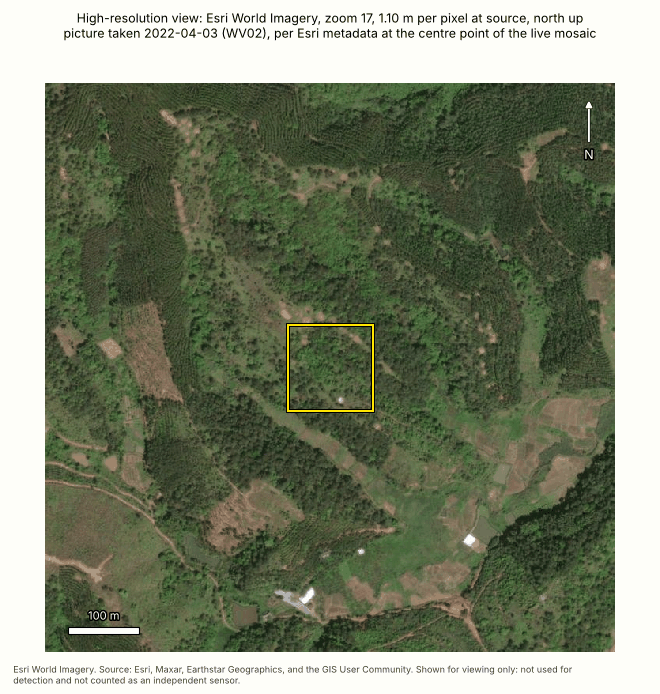 High-resolution view: Esri World Imagery, zoom 17, 1.10 m per pixel at source, north up
picture taken 2022-04-03 (WV02), per Esri metadata at the centre point of the live mosaic
N
100 m
Esri World Imagery. Source: Esri, Maxar, Earthstar Geographics, and the GIS User Community. Shown for viewing only: not used for
detection and not counted as an independent sensor.